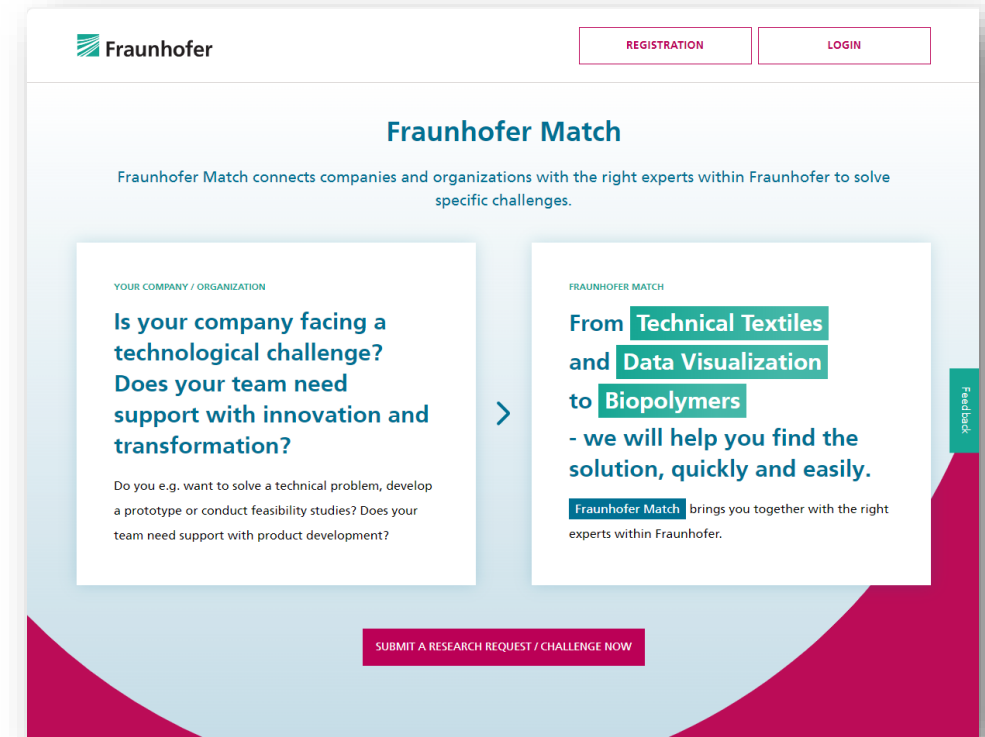 Fraunhofer
REGISTRATION
LOGIN
Fraunhofer Match
Fraunhofer Match connects companies and organizations with the right experts within Fraunhofer to solve
specific challenges.
YOUR COMPANY / ORGANIZATION
Is your company facing a
technological challenge?
Does your team need
support with innovation and
transformation?
Do you e.g. want to solve a technical problem, develop
a prototype or conduct feasibility studies? Does your
team need support with product development?
FRAUNHOFER MATCH
From Technical Textiles
and Data Visualization
to Biopolymers
- we will help you find the
solution, quickly and easily.
Fraunhofer Match brings you together with the right
experts within Fraunhofer.
Feedback
SUBMIT A RESEARCH REQUEST / CHALLENGE NOW